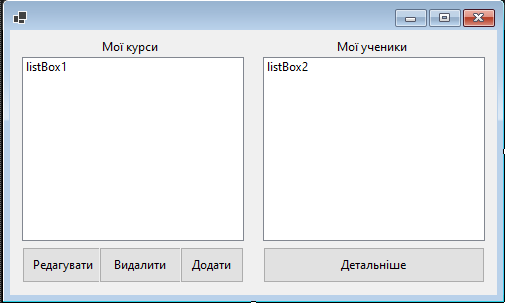 Мої курси
Мої ученики
listBox1
listBox2
Редагувати
Видалити
Додати
Детальніше